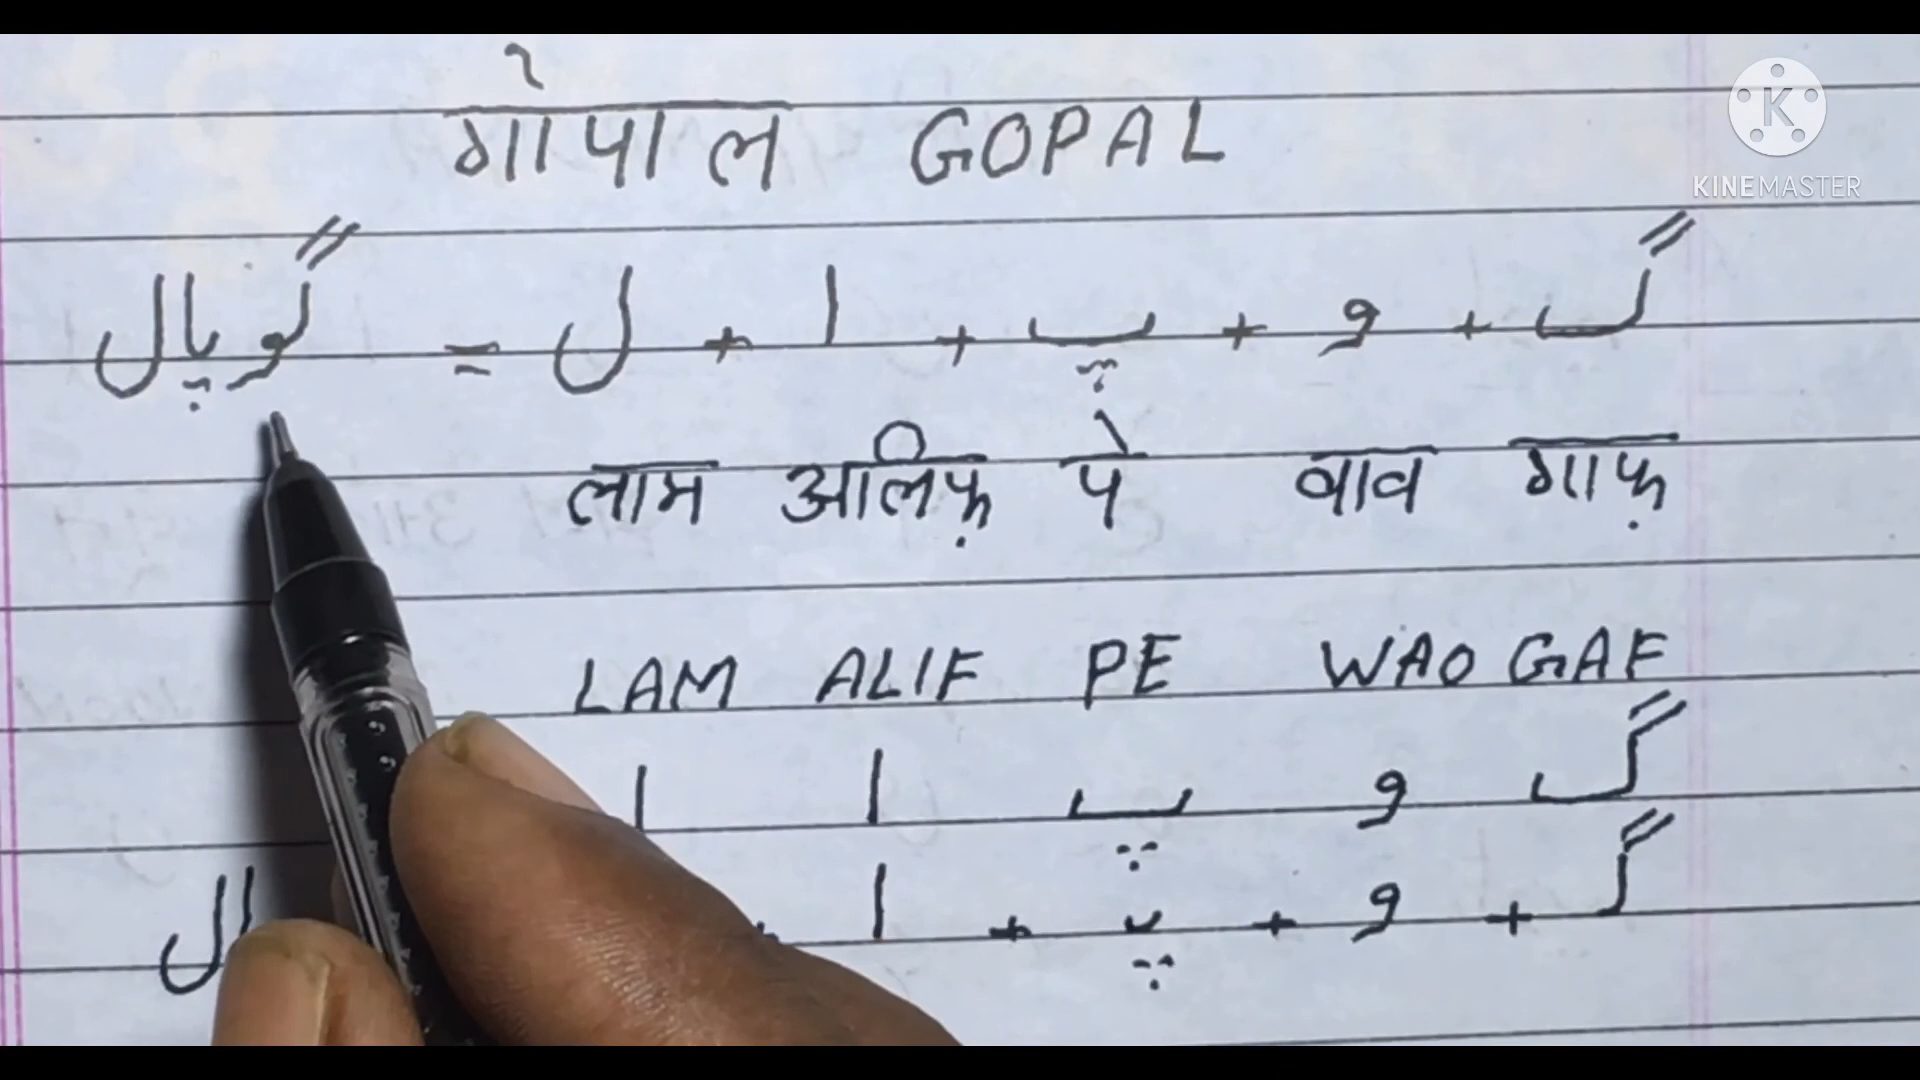 गोपाल GOPAL
KINEMASTER
گ + و + پ + ا + ل = گوپال
लाम अलिफ़ पे वाव गाफ़
LAM ALIF PE WAO GAF
گ و پ ا ا
گ + و + پ + ا + ال